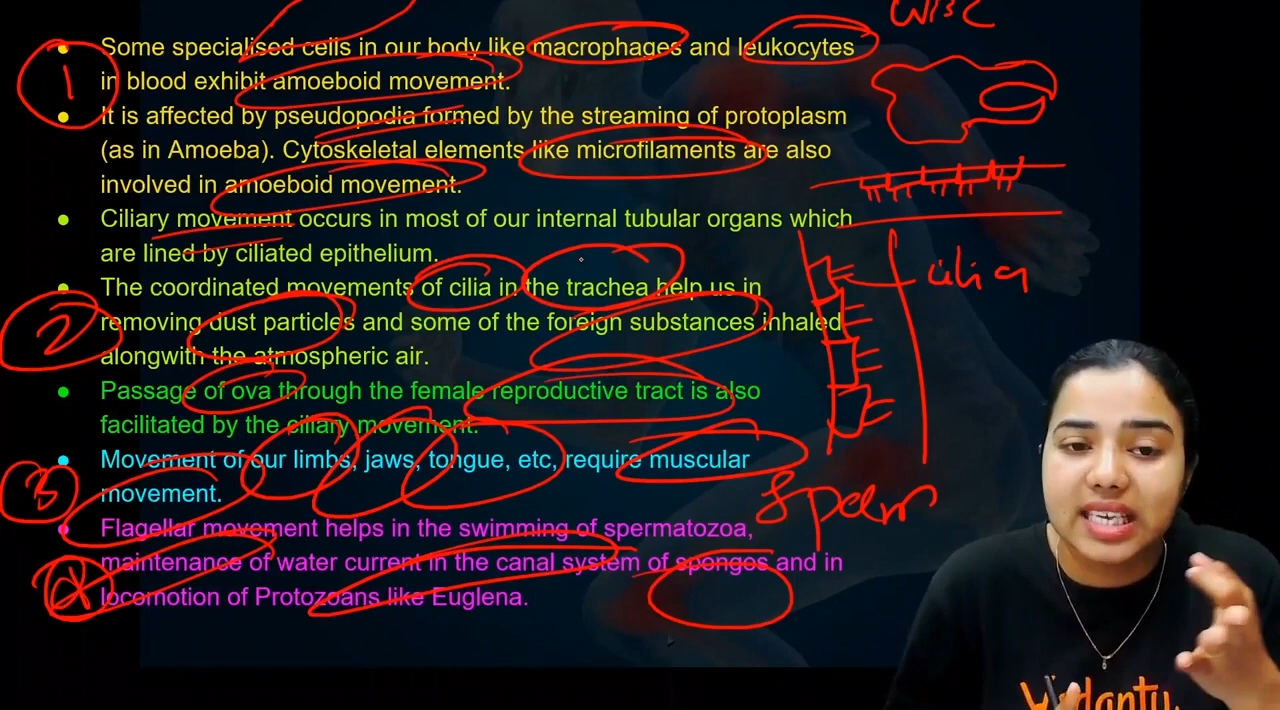 WBC
Some specialised cells in our body like macrophages and leukocytes
in blood exhibit amoeboid movement.
1
It is affected by pseudopodia formed by the streaming of protoplasm
(as in Amoeba). Cytoskeletal elements like microfilaments are also
involved in amoeboid movement.
Ciliary movement occurs in most of our internal tubular organs which
are lined by ciliated epithelium.
cilia
The coordinated movements of cilia in the trachea help us in
removing dust particles and some of the foreign substances inhaled
alongwith the atmospheric air.
2
Passage of ova through the female reproductive tract is also
facilitated by the ciliary movement.
Movement of our limbs, jaws, tongue, etc, require muscular
movement.
3
Sperm
Flagellar movement helps in the swimming of spermatozoa,
maintenance of water current in the canal system of sponges and in
locomotion of Protozoans like Euglena.
Vedantu